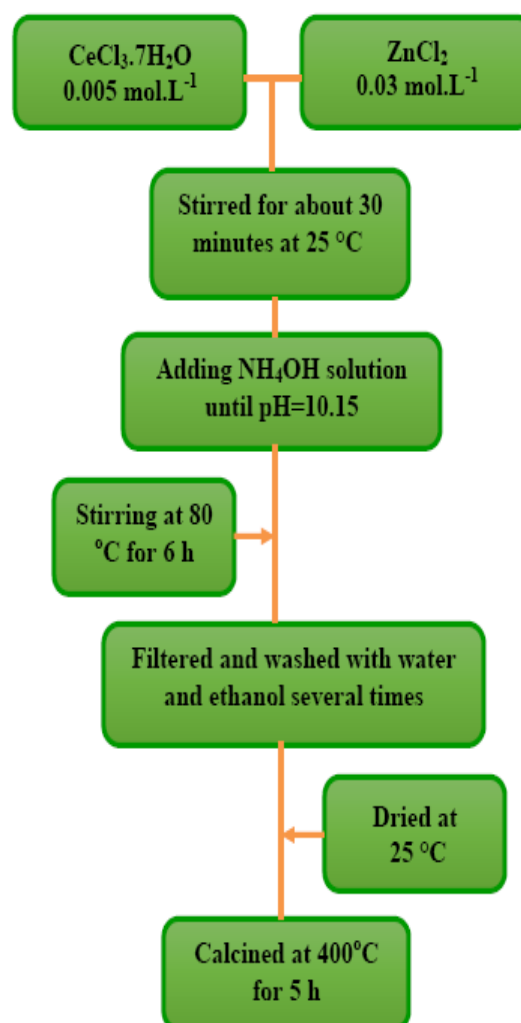 CeCl₃.7H₂O
0.005 mol.L⁻¹
ZnCl₂
0.03 mol.L⁻¹
Stirred for about 30
minutes at 25 °C
Adding NH₄OH solution
until pH=10.15
Stirring at 80
°C for 6 h
Filtered and washed with water
and ethanol several times
Dried at
25 °C
Calcined at 400°C
for 5 h